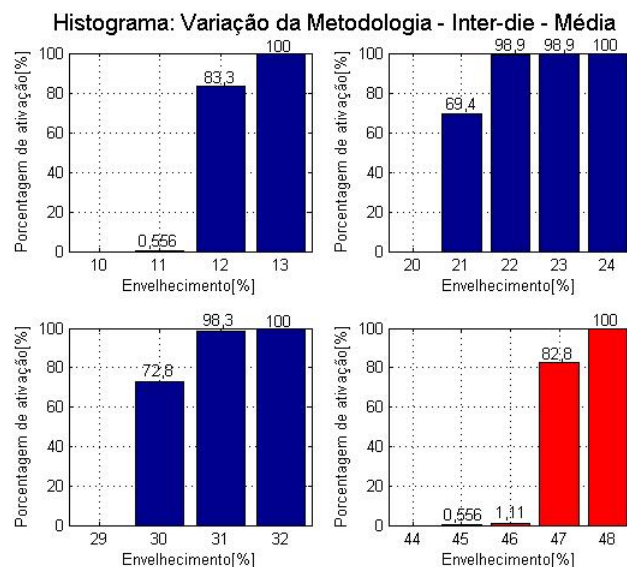 Histograma: Variação da Metodologia - Inter-die - Média
Porcentagem de ativação[%]
100
80
60
40
20
0
0,556
83,3
100
10 11 12 13
Envelhecimento[%]
Porcentagem de ativação[%]
100
80
60
40
20
0
69,4
98,9
98,9
100
20 21 22 23 24
Envelhecimento[%]
Porcentagem de ativação[%]
100
80
60
40
20
0
72,8
98,3
100
29 30 31 32
Envelhecimento[%]
Porcentagem de ativação[%]
100
80
60
40
20
0
0,556
1,11
82,8
100
44 45 46 47 48
Envelhecimento[%]